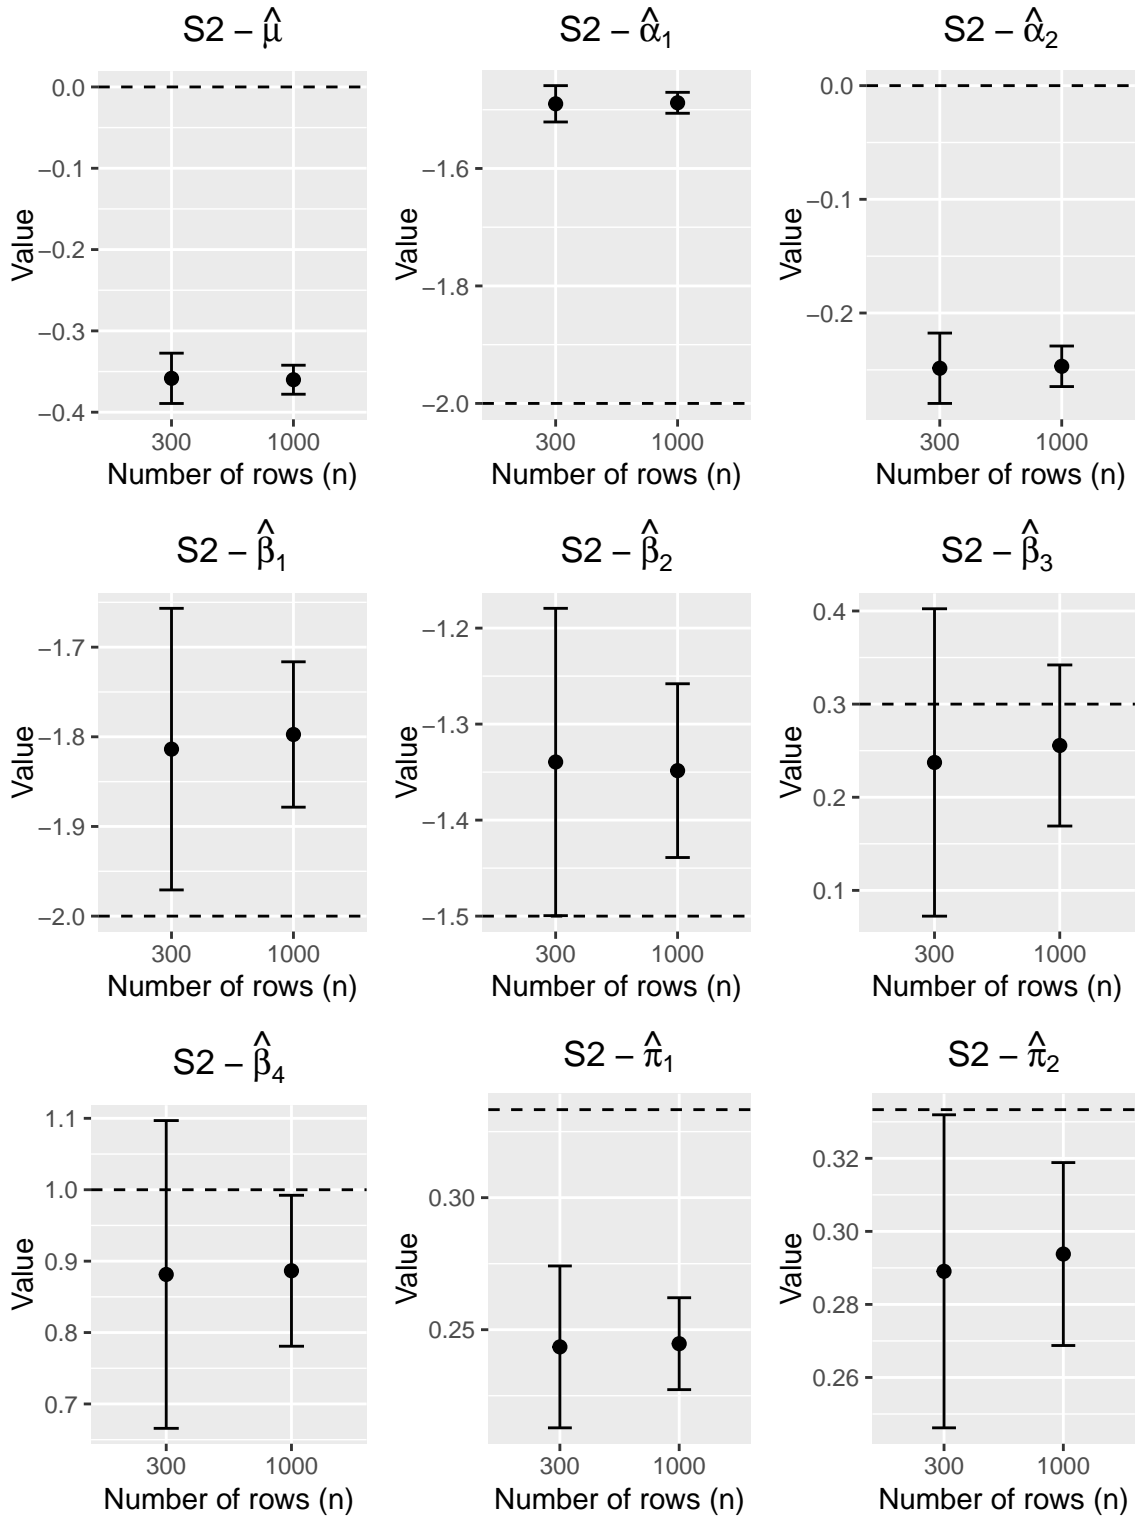 S2 − μ̂
S2 − α̂₁
S2 − α̂₂
Value
0.0
−0.1
−0.2
−0.3
−0.4
300
1000
Number of rows (n)
Value
−1.6
−1.8
−2.0
300
1000
Number of rows (n)
Value
0.0
−0.1
−0.2
300
1000
Number of rows (n)
S2 − β̂₁
S2 − β̂₂
S2 − β̂₃
Value
−1.7
−1.8
−1.9
−2.0
300
1000
Number of rows (n)
Value
−1.2
−1.3
−1.4
−1.5
300
1000
Number of rows (n)
Value
0.4
0.3
0.2
0.1
300
1000
Number of rows (n)
S2 − β̂₄
S2 − π̂₁
S2 − π̂₂
Value
1.1
1.0
0.9
0.8
0.7
300
1000
Number of rows (n)
Value
0.30
0.25
300
1000
Number of rows (n)
Value
0.32
0.30
0.28
0.26
300
1000
Number of rows (n)